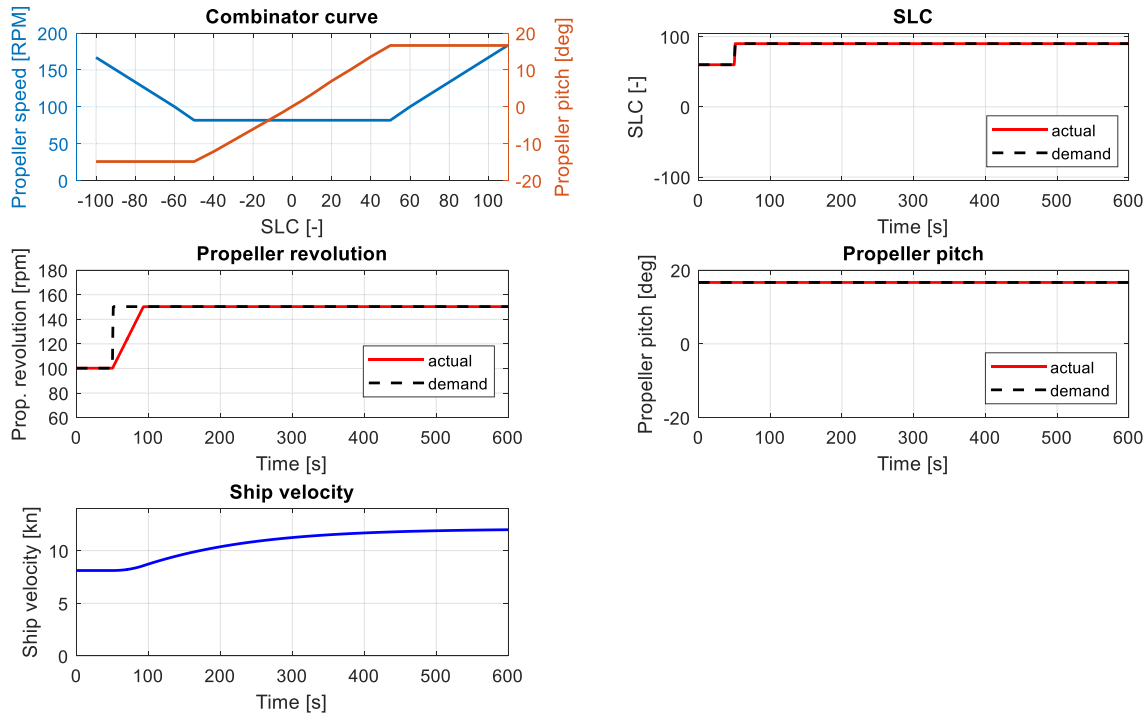 Combinator curve
Propeller speed [RPM]
200
150
100
50
0
20
10
0
-10
-20
Propeller pitch [deg]
-100 -80 -60 -40 -20 0 20 40 60 80 100
SLC [-]
SLC
SLC [-]
100
0
-100
actual
demand
0 100 200 300 400 500 600
Time [s]
Propeller revolution
Prop. revolution [rpm]
180
160
140
120
100
80
60
actual
demand
0 100 200 300 400 500 600
Time [s]
Propeller pitch
Propeller pitch [deg]
20
0
-20
actual
demand
0 100 200 300 400 500 600
Time [s]
Ship velocity
Ship velocity [kn]
10
5
0
0 100 200 300 400 500 600
Time [s]